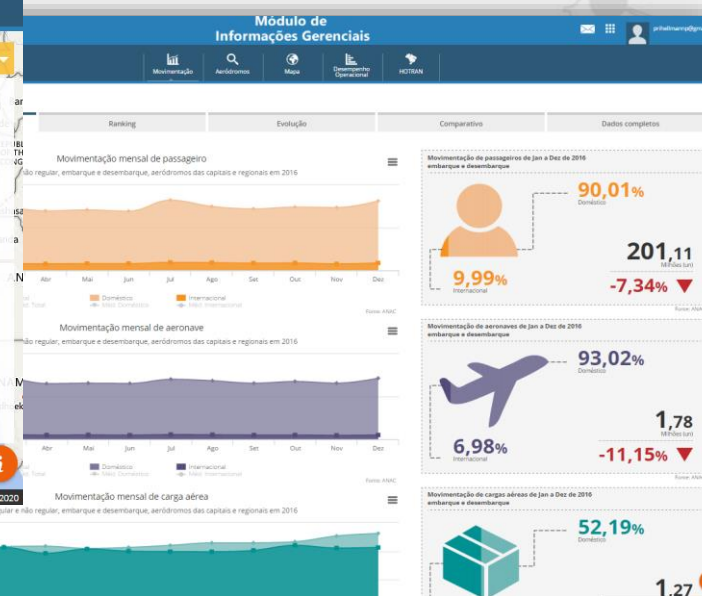 Módulo de
Informações Gerenciais
Movimentação
Aeródromos
Mapa
Desempenho
Operacional
HOTRAN
Ranking
Evolução
Comparativo
Dados completos
Movimentação mensal de passageiro
não regular, embarque e desembarque, aeródromos das capitais e regionais em 2016
Abr Mai Jun Jul Ago Set Out Nov Dez
Doméstico Internacional
Fonte: ANAC
Movimentação de passageiros de Jan a Dez de 2016
embarque e desembarque
90,01%
Doméstico
9,99%
Internacional
201,11
Milhões (un)
-7,34%
Movimentação mensal de aeronave
não regular, embarque e desembarque, aeródromos das capitais e regionais em 2016
Abr Mai Jun Jul Ago Set Out Nov Dez
Doméstico Internacional
Fonte: ANAC
Movimentação de aeronaves de Jan a Dez de 2016
embarque e desembarque
93,02%
Doméstico
6,98%
Internacional
1,78
Milhões (un)
-11,15%
Movimentação mensal de carga aérea
e não regular, embarque e desembarque, aeródromos das capitais e regionais em 2016
Movimentação de cargas aéreas de Jan a Dez de 2016
embarque e desembarque
52,19%
Doméstico
1,27
2020